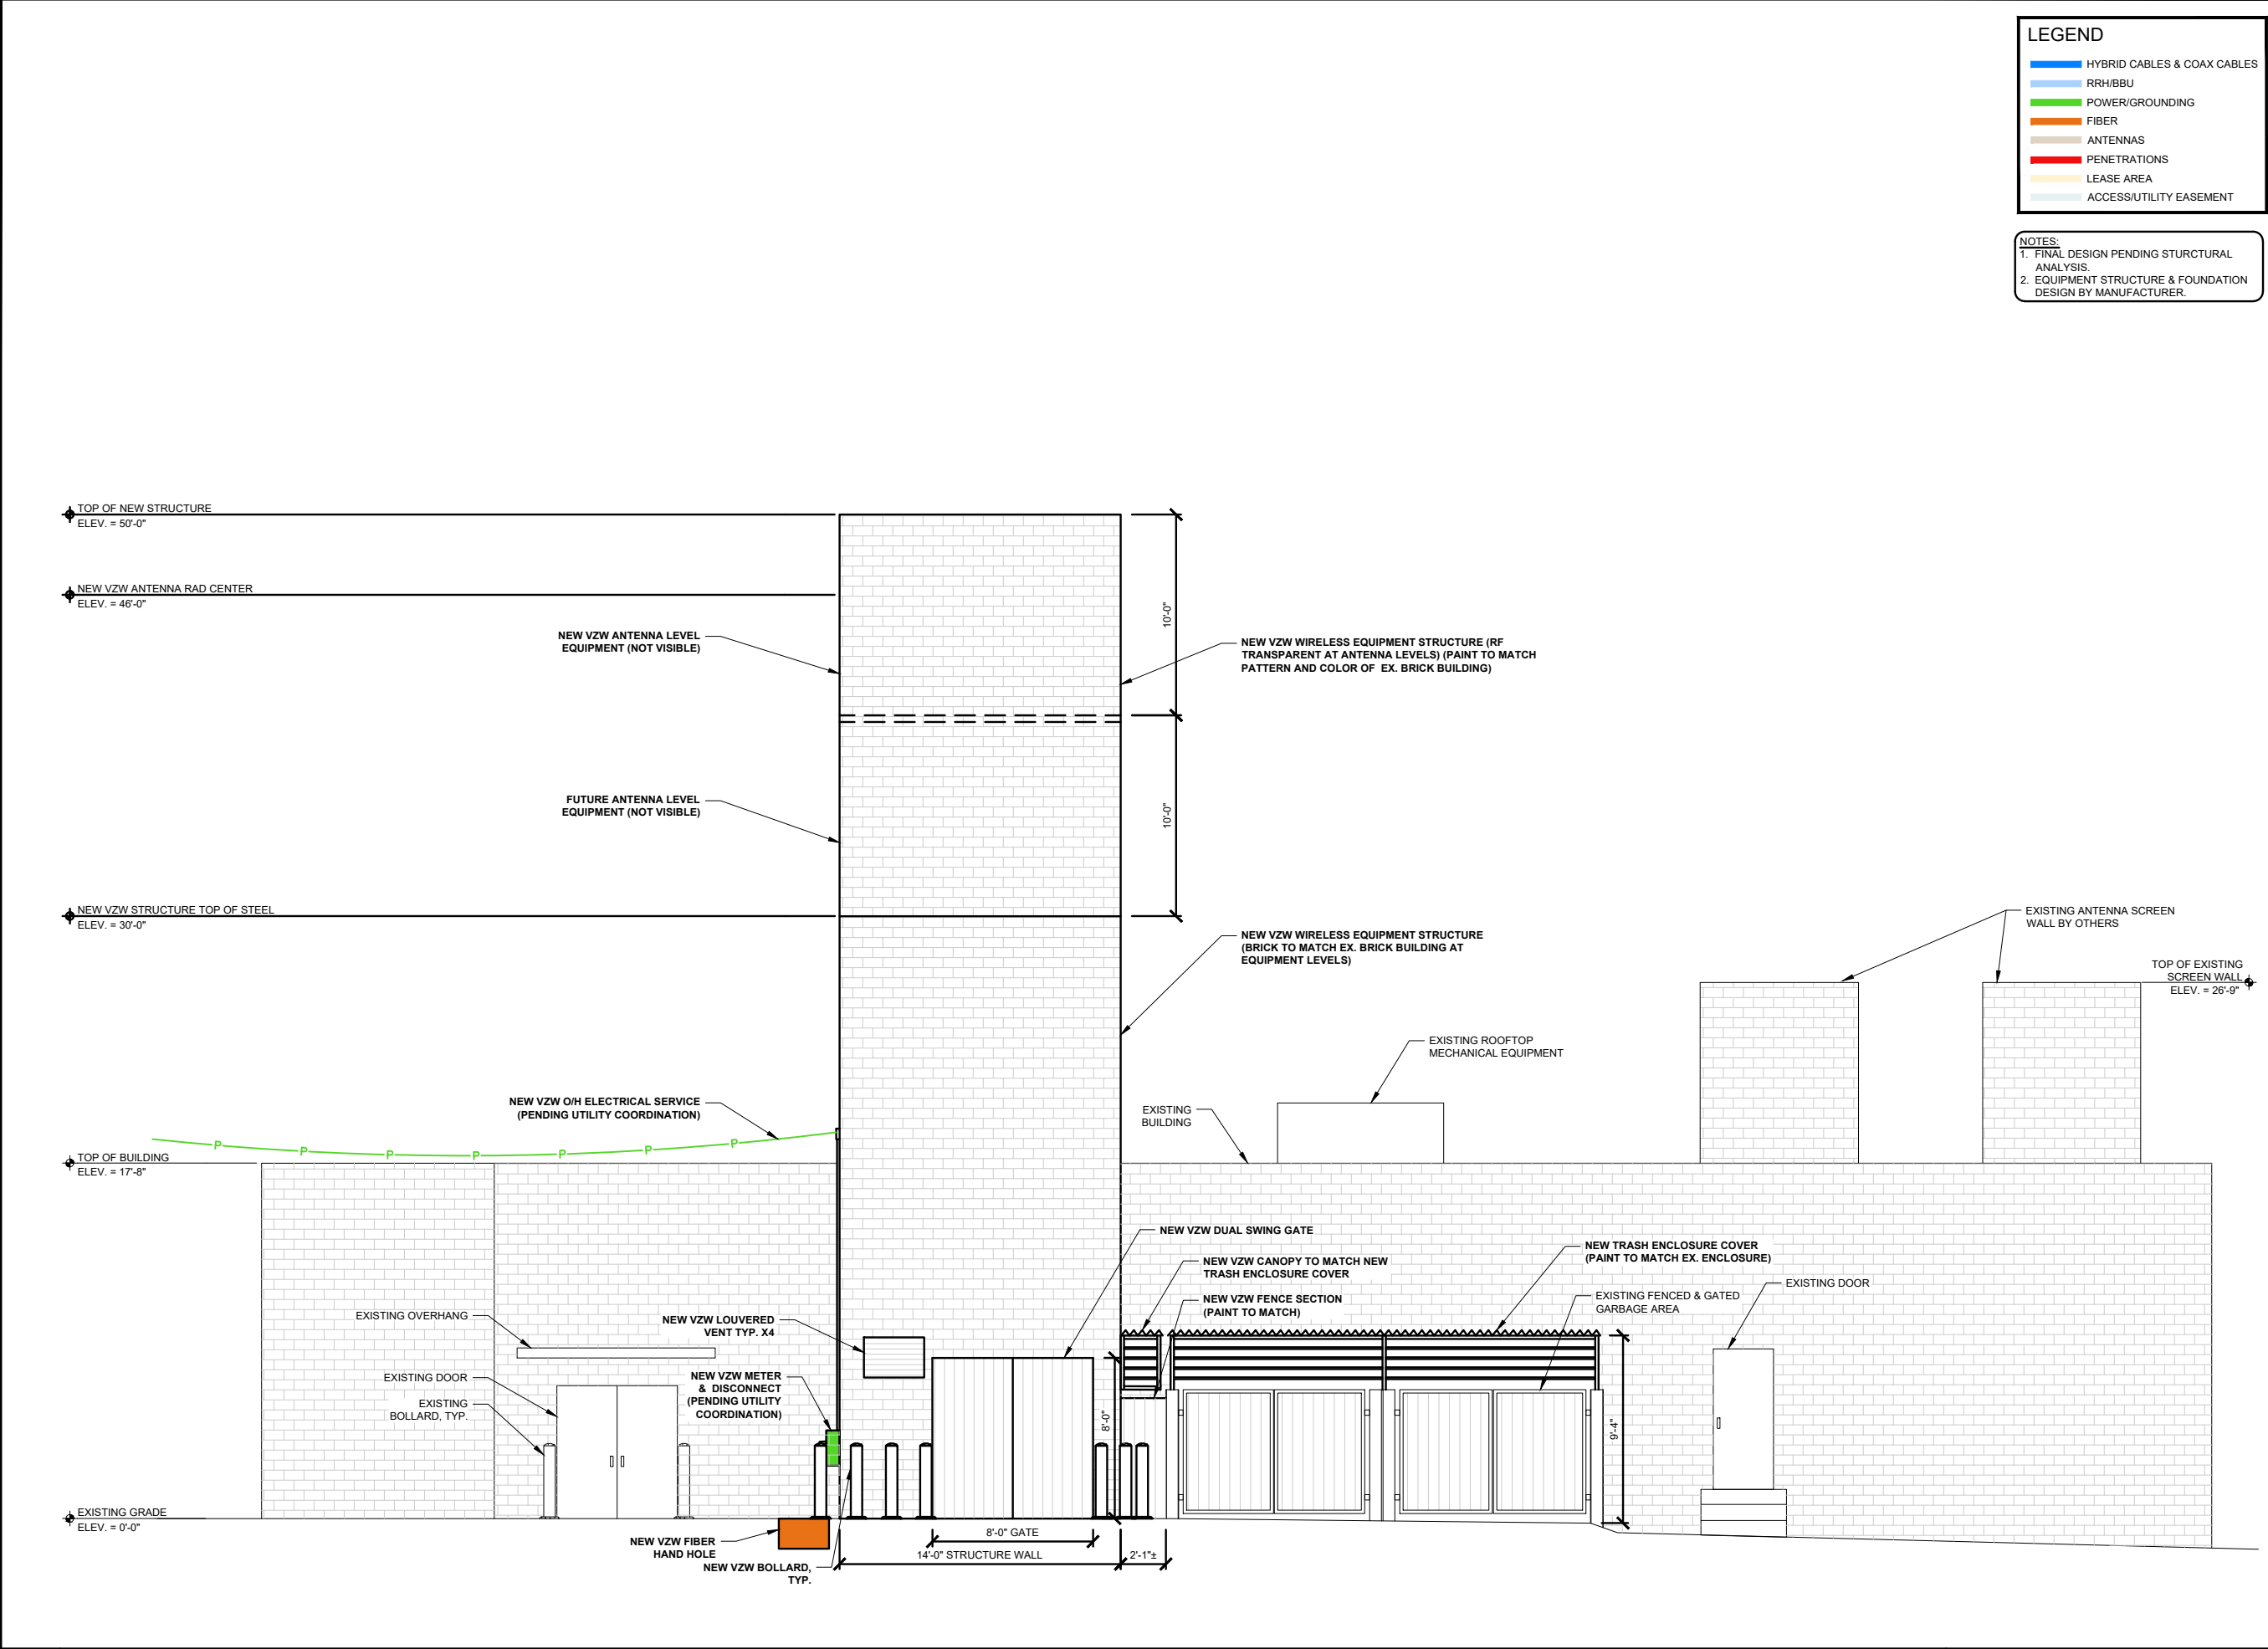 LEGEND
HYBRID CABLES & COAX CABLES
RRH/BBU
POWER/GROUNDING
FIBER
ANTENNAS
PENETRATIONS
LEASE AREA
ACCESS/UTILITY EASEMENT
NOTES:
1. FINAL DESIGN PENDING STURCTURAL
ANALYSIS.
2. EQUIPMENT STRUCTURE & FOUNDATION
DESIGN BY MANUFACTURER.
TOP OF NEW STRUCTURE
ELEV. = 50'-0"
NEW VZW ANTENNA RAD CENTER
ELEV. = 46'-0"
10'-0"
NEW VZW ANTENNA LEVEL
EQUIPMENT (NOT VISIBLE)
NEW VZW WIRELESS EQUIPMENT STRUCTURE (RF
TRANSPARENT AT ANTENNA LEVELS) (PAINT TO MATCH
PATTERN AND COLOR OF EX. BRICK BUILDING)
FUTURE ANTENNA LEVEL
EQUIPMENT (NOT VISIBLE)
10'-0"
NEW VZW STRUCTURE TOP OF STEEL
ELEV. = 30'-0"
NEW VZW WIRELESS EQUIPMENT STRUCTURE
(BRICK TO MATCH EX. BRICK BUILDING AT
EQUIPMENT LEVELS)
EXISTING ANTENNA SCREEN
WALL BY OTHERS
TOP OF EXISTING
SCREEN WALL
ELEV. = 26'-9"
EXISTING ROOFTOP
MECHANICAL EQUIPMENT
NEW VZW O/H ELECTRICAL SERVICE
(PENDING UTILITY COORDINATION)
EXISTING
BUILDING
P P P P P P P
TOP OF BUILDING
ELEV. = 17'-8"
NEW VZW DUAL SWING GATE
NEW VZW CANOPY TO MATCH NEW
TRASH ENCLOSURE COVER
NEW TRASH ENCLOSURE COVER
(PAINT TO MATCH EX. ENCLOSURE)
EXISTING DOOR
NEW VZW FENCE SECTION
(PAINT TO MATCH)
EXISTING FENCED & GATED
GARBAGE AREA
EXISTING OVERHANG
NEW VZW LOUVERED
VENT TYP. X4
EXISTING DOOR
EXISTING
BOLLARD, TYP.
NEW VZW METER
& DISCONNECT
(PENDING UTILITY
COORDINATION)
8'-0"
9'-4"
EXISTING GRADE
ELEV. = 0'-0"
NEW VZW FIBER
HAND HOLE
NEW VZW BOLLARD,
TYP.
8'-0" GATE
14'-0" STRUCTURE WALL
2'-1"±